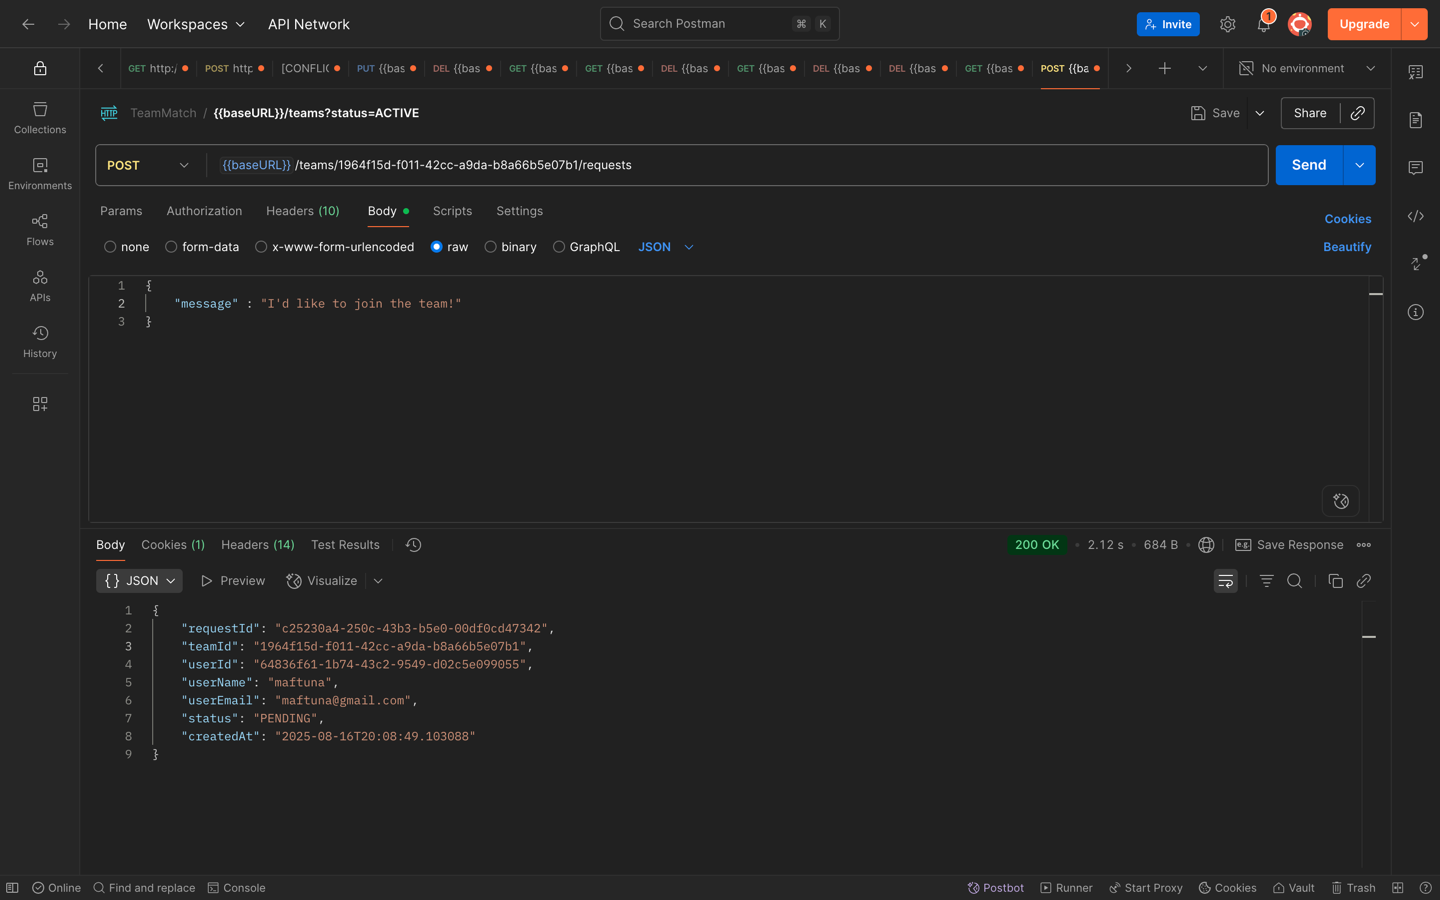 Home Workspaces API Network Search Postman ⌘ K Invite 1 Upgrade
GET http:/ POST http [CONFLIC PUT {{bas DEL {{bas GET {{bas GET {{bas DEL {{bas GET {{bas DEL {{bas DEL {{bas GET {{bas POST {{ba No environment
HTTP TeamMatch / {{baseURL}}/teams?status=ACTIVE Save Share
Collections
Environments
Flows
APIs
History
POST {{baseURL}} /teams/1964f15d-f011-42cc-a9da-b8a66b5e07b1/requests Send
Params Authorization Headers (10) Body Scripts Settings Cookies
none form-data x-www-form-urlencoded raw binary GraphQL JSON Beautify
1 {
2 "message" : "I'd like to join the team!"
3 }
Body Cookies (1) Headers (14) Test Results 200 OK 2.12 s 684 B e.g. Save Response
{} JSON Preview Visualize
1 {
2 "requestId": "c25230a4-250c-43b3-b5e0-00df0cd47342",
3 "teamId": "1964f15d-f011-42cc-a9da-b8a66b5e07b1",
4 "userId": "64836f61-1b74-43c2-9549-d02c5e099055",
5 "userName": "maftuna",
6 "userEmail": "maftuna@gmail.com",
7 "status": "PENDING",
8 "createdAt": "2025-08-16T20:08:49.103088"
9 }
Online Find and replace Console Postbot Runner Start Proxy Cookies Vault Trash